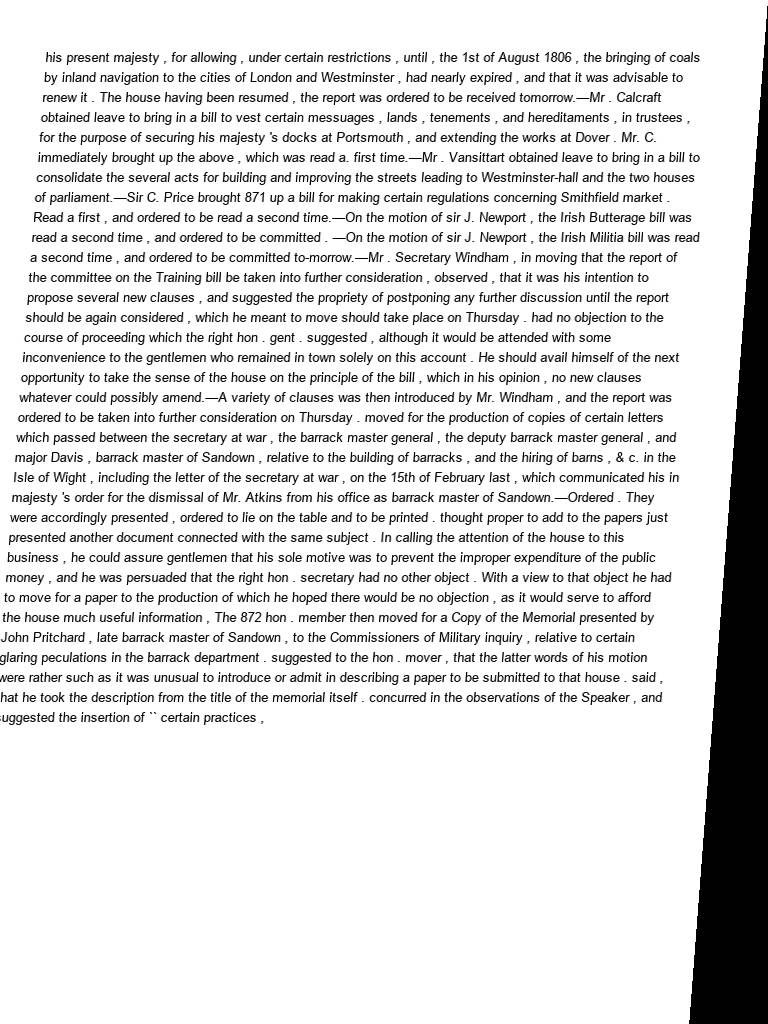 his present majesty , for allowing , under certain restrictions , until , the 1st of August 1806 , the bringing of coals
by inland navigation to the cities of London and Westminster , had nearly expired , and that it was advisable to
renew it . The house having been resumed , the report was ordered to be received tomorrow.—Mr . Calcraft
obtained leave to bring in a bill to vest certain messuages , lands , tenements , and hereditaments , in trustees ,
for the purpose of securing his majesty 's docks at Portsmouth , and extending the works at Dover . Mr. C.
immediately brought up the above , which was read a. first time.—Mr . Vansittart obtained leave to bring in a bill to
consolidate the several acts for building and improving the streets leading to Westminster-hall and the two houses
of parliament.—Sir C. Price brought 871 up a bill for making certain regulations concerning Smithfield market .
Read a first , and ordered to be read a second time.—On the motion of sir J. Newport , the Irish Butterage bill was
read a second time , and ordered to be committed . —On the motion of sir J. Newport , the Irish Militia bill was read
a second time , and ordered to be committed to-morrow.—Mr . Secretary Windham , in moving that the report of
the committee on the Training bill be taken into further consideration , observed , that it was his intention to
propose several new clauses , and suggested the propriety of postponing any further discussion until the report
should be again considered , which he meant to move should take place on Thursday . had no objection to the
course of proceeding which the right hon . gent . suggested , although it would be attended with some
inconvenience to the gentlemen who remained in town solely on this account . He should avail himself of the next
opportunity to take the sense of the house on the principle of the bill , which in his opinion , no new clauses
whatever could possibly amend.—A variety of clauses was then introduced by Mr. Windham , and the report was
ordered to be taken into further consideration on Thursday . moved for the production of copies of certain letters
which passed between the secretary at war , the barrack master general , the deputy barrack master general , and
major Davis , barrack master of Sandown , relative to the building of barracks , and the hiring of barns , & c. in the
Isle of Wight , including the letter of the secretary at war , on the 15th of February last , which communicated his in
majesty 's order for the dismissal of Mr. Atkins from his office as barrack master of Sandown.—Ordered . They
were accordingly presented , ordered to lie on the table and to be printed . thought proper to add to the papers just
presented another document connected with the same subject . In calling the attention of the house to this
business , he could assure gentlemen that his sole motive was to prevent the improper expenditure of the public
money , and he was persuaded that the right hon . secretary had no other object . With a view to that object he had
to move for a paper to the production of which he hoped there would be no objection , as it would serve to afford
the house much useful information , The 872 hon . member then moved for a Copy of the Memorial presented by
John Pritchard , late barrack master of Sandown , to the Commissioners of Military inquiry , relative to certain
glaring peculations in the barrack department . suggested to the hon . mover , that the latter words of his motion
were rather such as it was unusual to introduce or admit in describing a paper to be submitted to that house . said ,
hat he took the description from the title of the memorial itself . concurred in the observations of the Speaker , and
suggested the insertion of `` certain practices ,